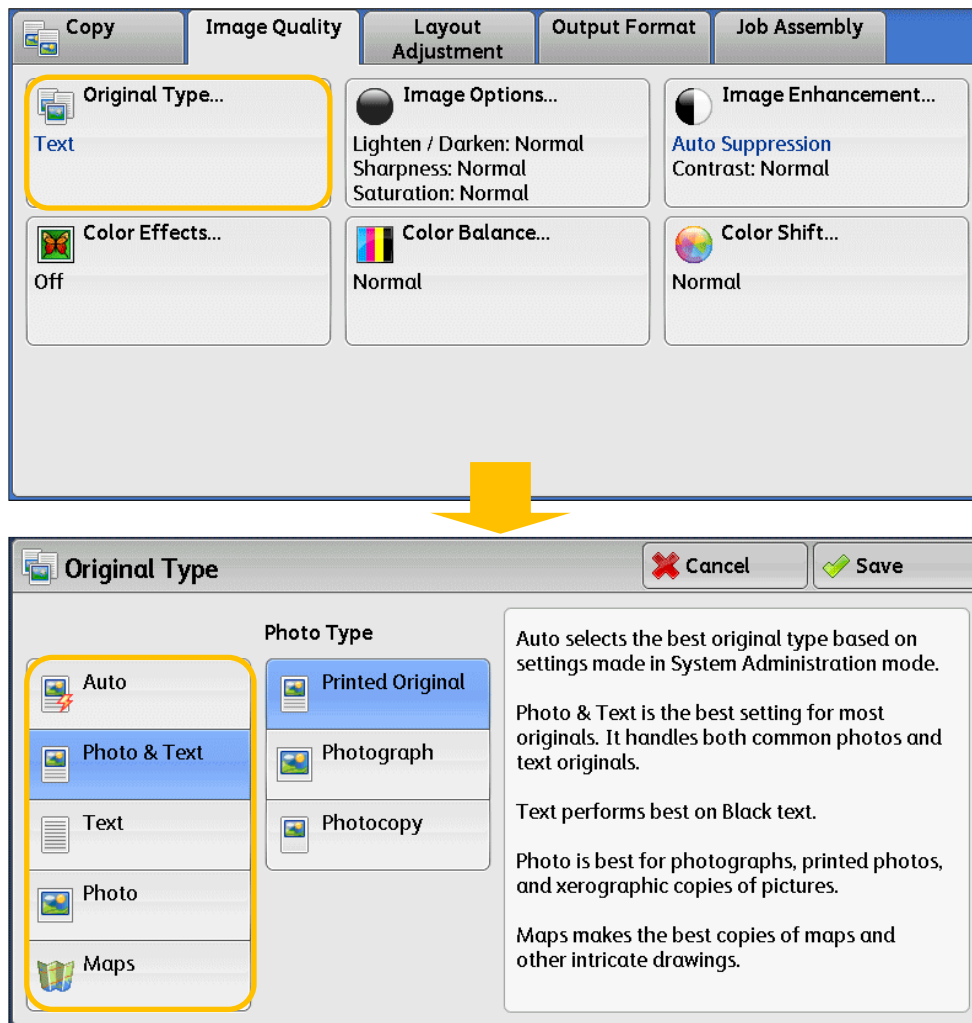 Copy
Image Quality
Layout
Adjustment
Output Format
Job Assembly
Original Type...
Text
Image Options...
Lighten / Darken: Normal
Sharpness: Normal
Saturation: Normal
Image Enhancement...
Auto Suppression
Contrast: Normal
Color Effects...
Off
Color Balance...
Normal
Color Shift...
Normal
Original Type
Cancel
Save
Auto
Photo & Text
Text
Photo
Maps
Photo Type
Printed Original
Photograph
Photocopy
Auto selects the best original type based on
settings made in System Administration mode.
Photo & Text is the best setting for most
originals. It handles both common photos and
text originals.
Text performs best on Black text.
Photo is best for photographs, printed photos,
and xerographic copies of pictures.
Maps makes the best copies of maps and
other intricate drawings.